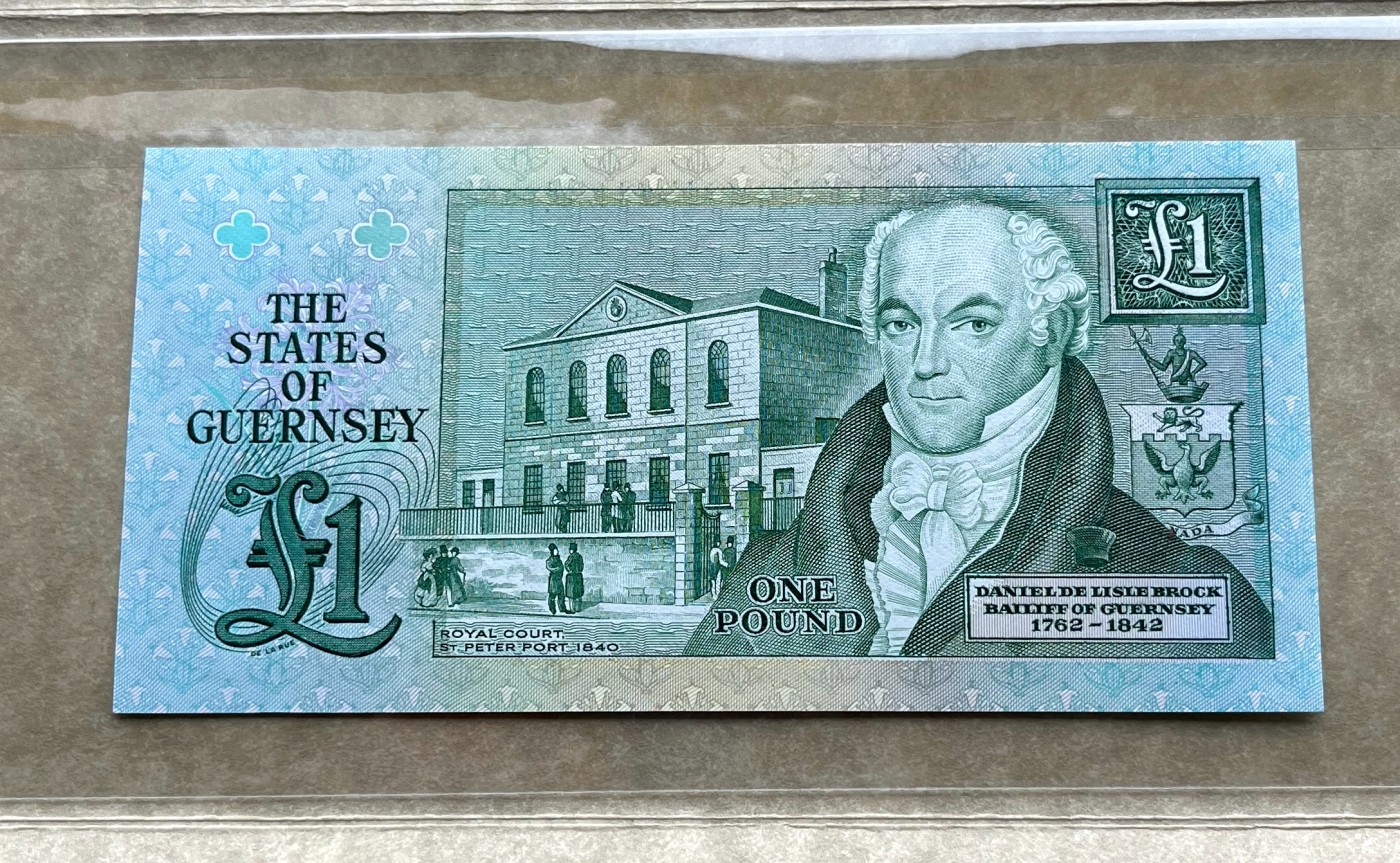 THE
STATES
OF
GUERNSEY
£1
DE LA RUE
£1
ROYAL COURT,
ST. PETER PORT 1840
ONE
POUND
DANIEL DE LISLE BROCK
BAILIFF OF GUERNSEY
1762 – 1842